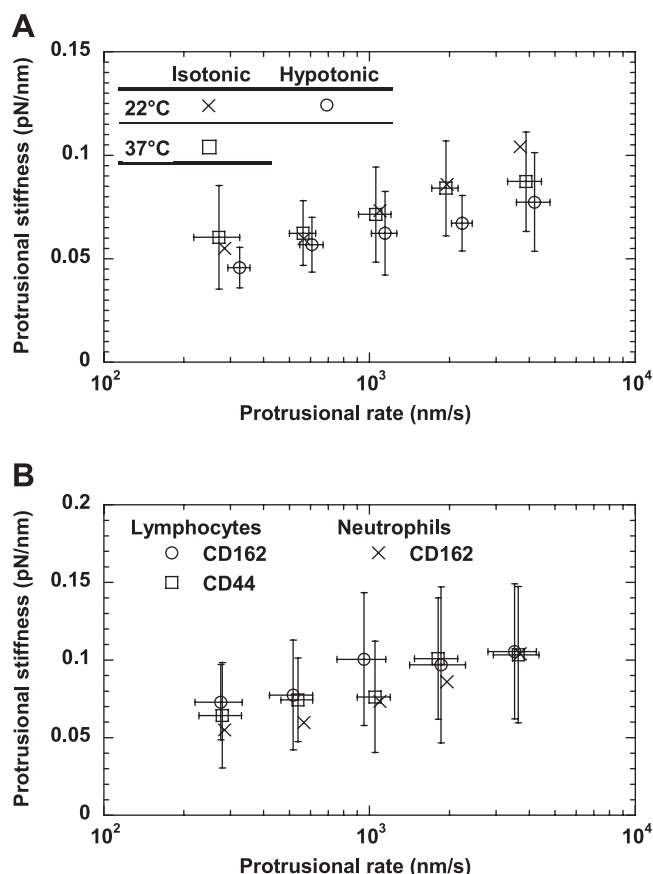 A
Protrusional stiffness (pN/nm)
0.15
0.1
0.05
0
Isotonic Hypotonic
22°C × ○
37°C □
10² 10³ 10⁴
Protrusional rate (nm/s)
B
Protrusional stiffness (pN/nm)
0.2
0.15
0.1
0.05
0
Lymphocytes Neutrophils
○ CD162 × CD162
□ CD44
10² 10³ 10⁴
Protrusional rate (nm/s)